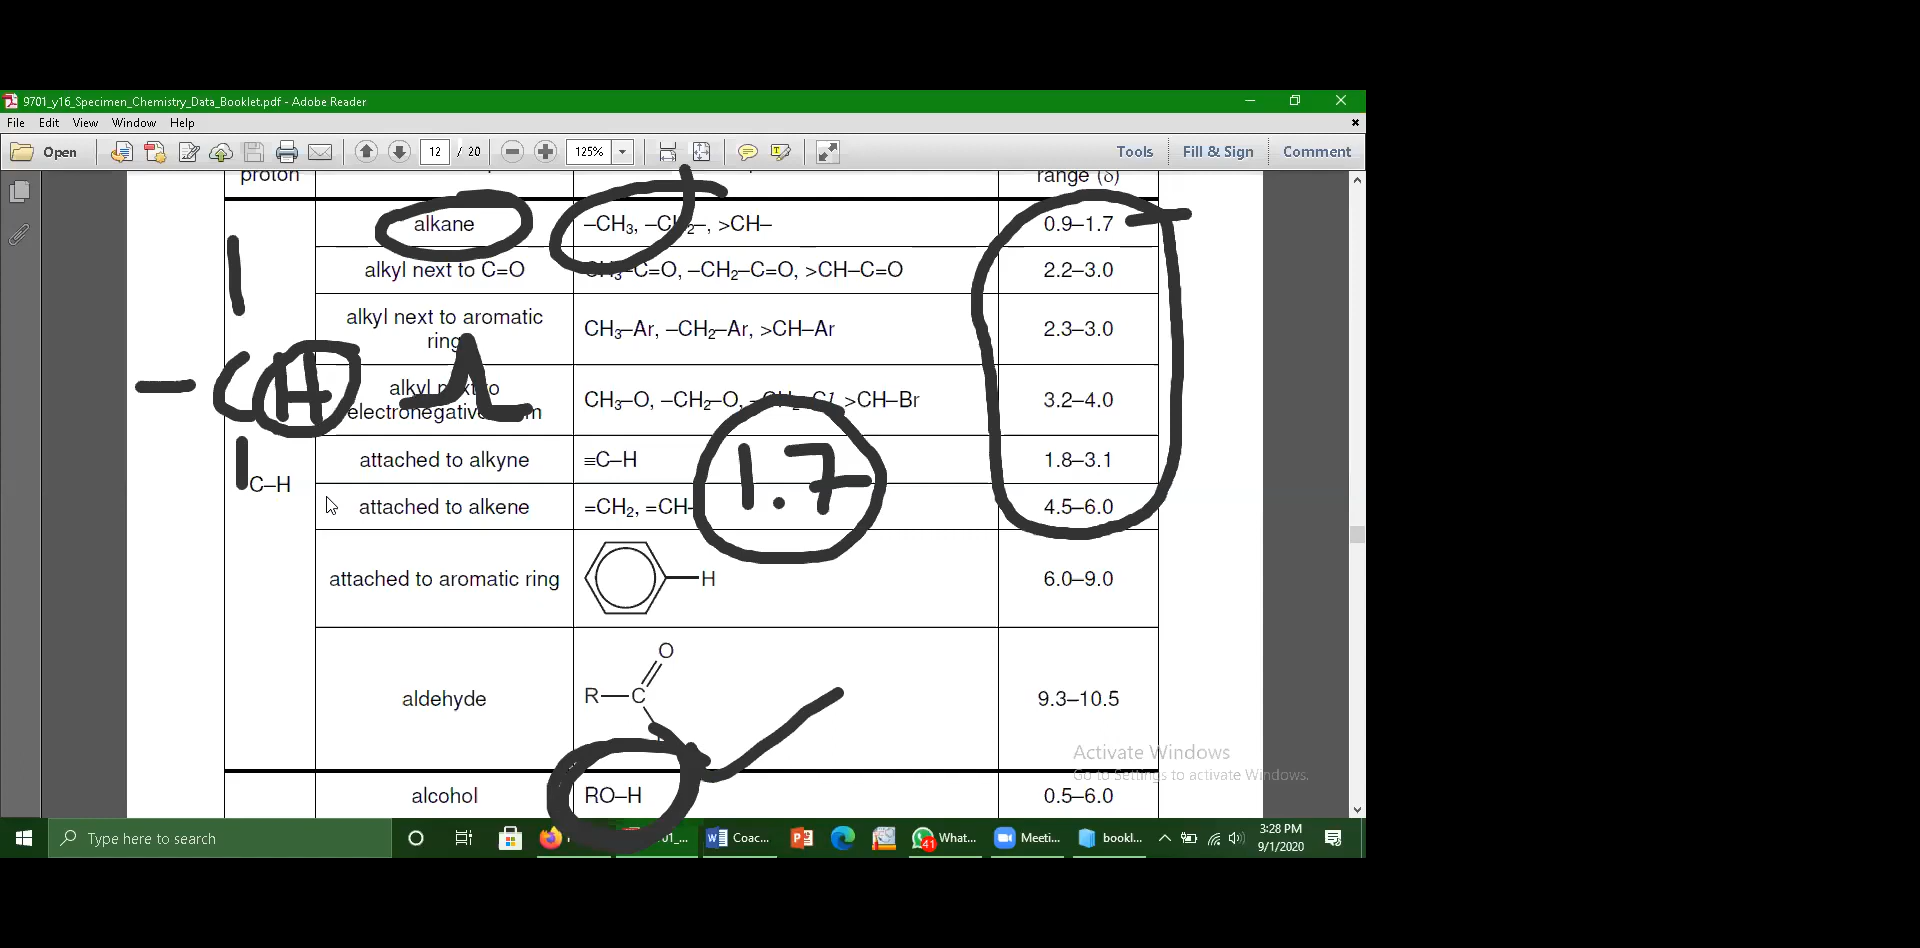 9701_y16_Specimen_Chemistry_Data_Booklet.pdf - Adobe Reader
File Edit View Window Help
Open 12 / 20 125% Tools Fill & Sign Comment
proton range (δ)
alkane –CH₃, –CH₂–, >CH– 0.9–1.7
alkyl next to C=O CH₃–C=O, –CH₂–C=O, >CH–C=O 2.2–3.0
alkyl next to aromatic
ring CH₃–Ar, –CH₂–Ar, >CH–Ar 2.3–3.0
– C H
alkyl next to
electronegative CH₃–O, –CH₂–O, –CH₂–Cl, >CH–Br 3.2–4.0
attached to alkyne ≡C–H 1.8–3.1
1.7
C–H
attached to alkene =CH₂, =CH– 4.5–6.0
attached to aromatic ring H 6.0–9.0
O
aldehyde R C 9.3–10.5
Activate Windows
Go to Settings to activate Windows.
alcohol RO–H 0.5–6.0
Type here to search Coac... What... 41 Meeti... bookl... 3:28 PM
9/1/2020